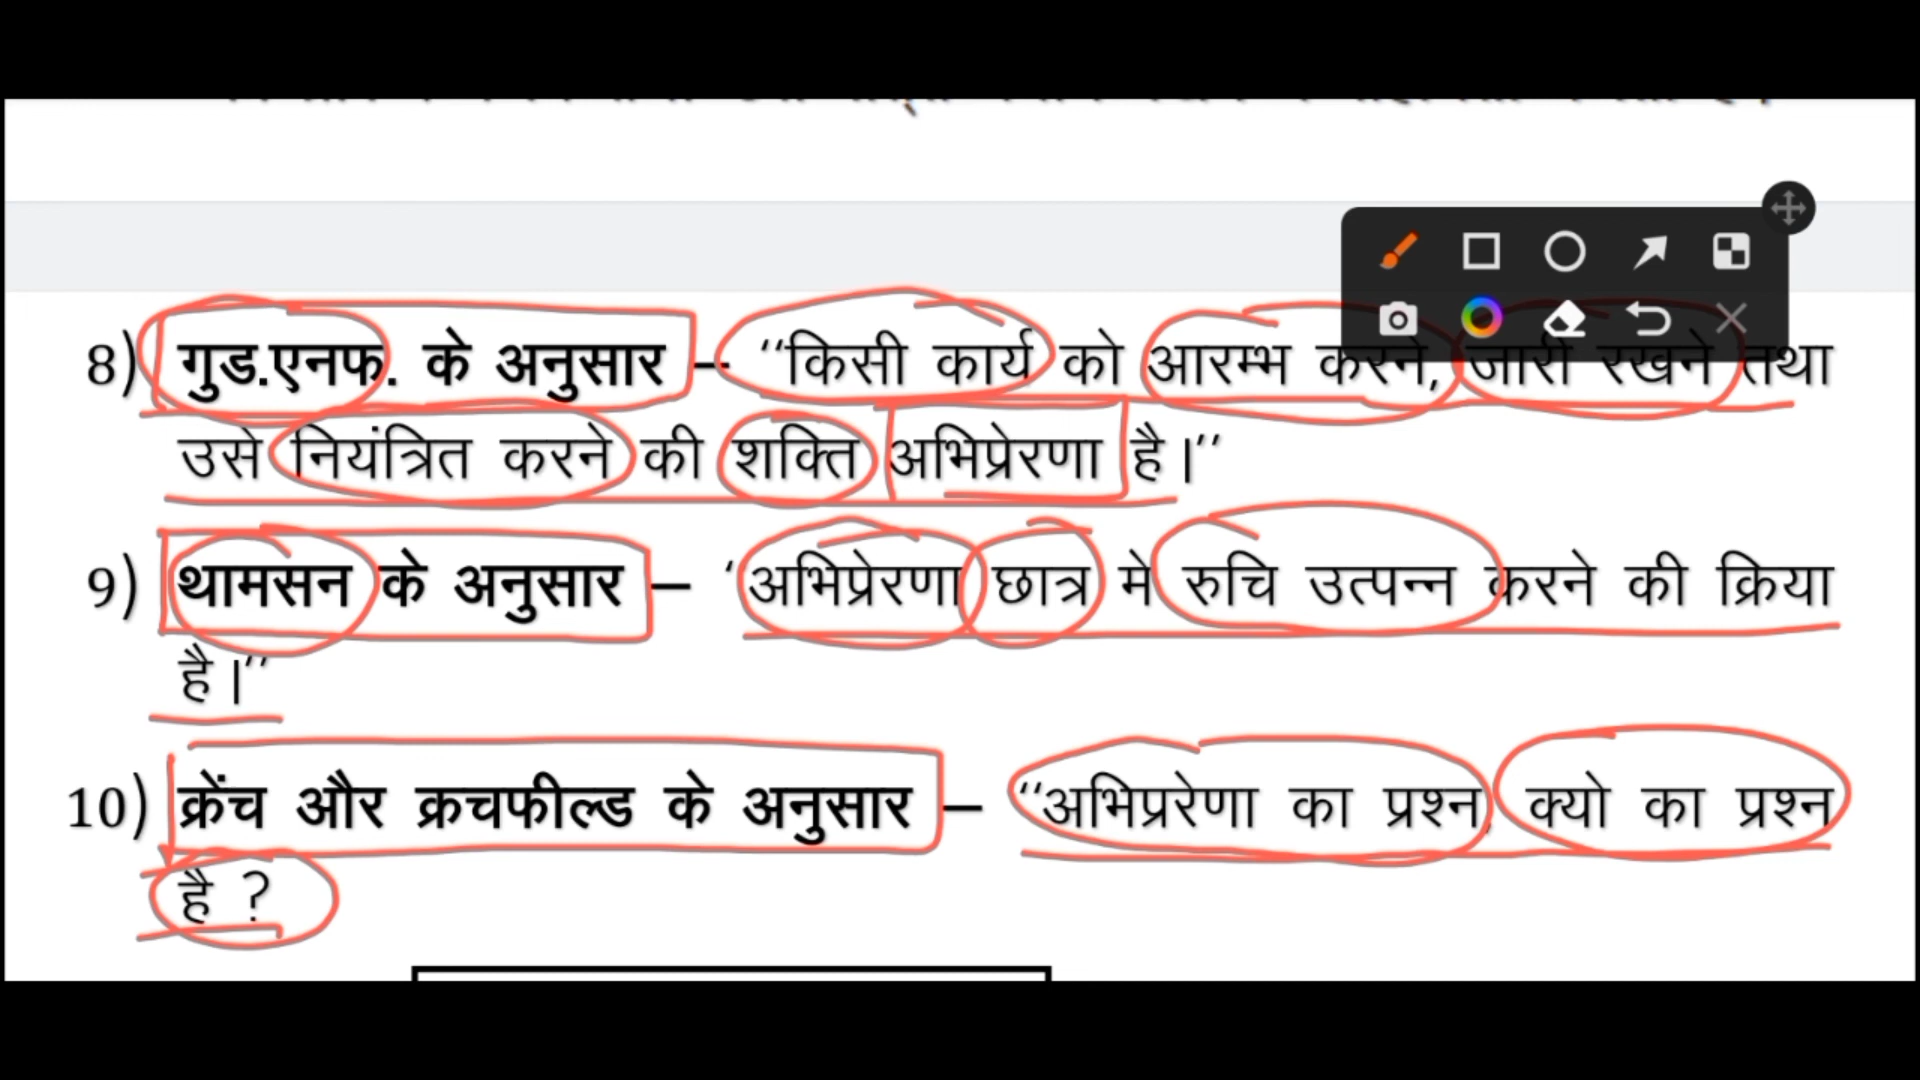 8) गुड.एनफ. के अनुसार – ‘‘किसी कार्य को आरम्भ करने, जारी रखने तथा
उसे नियंत्रित करने की शक्ति अभिप्रेरणा है।’’
9) थामसन के अनुसार – ‘अभिप्रेरणा छात्र मे रुचि उत्पन्न करने की क्रिया
है।’’
10) क्रेंच और क्रचफील्ड के अनुसार – ‘‘अभिप्ररेणा का प्रश्न, क्यो का प्रश्न
है ?